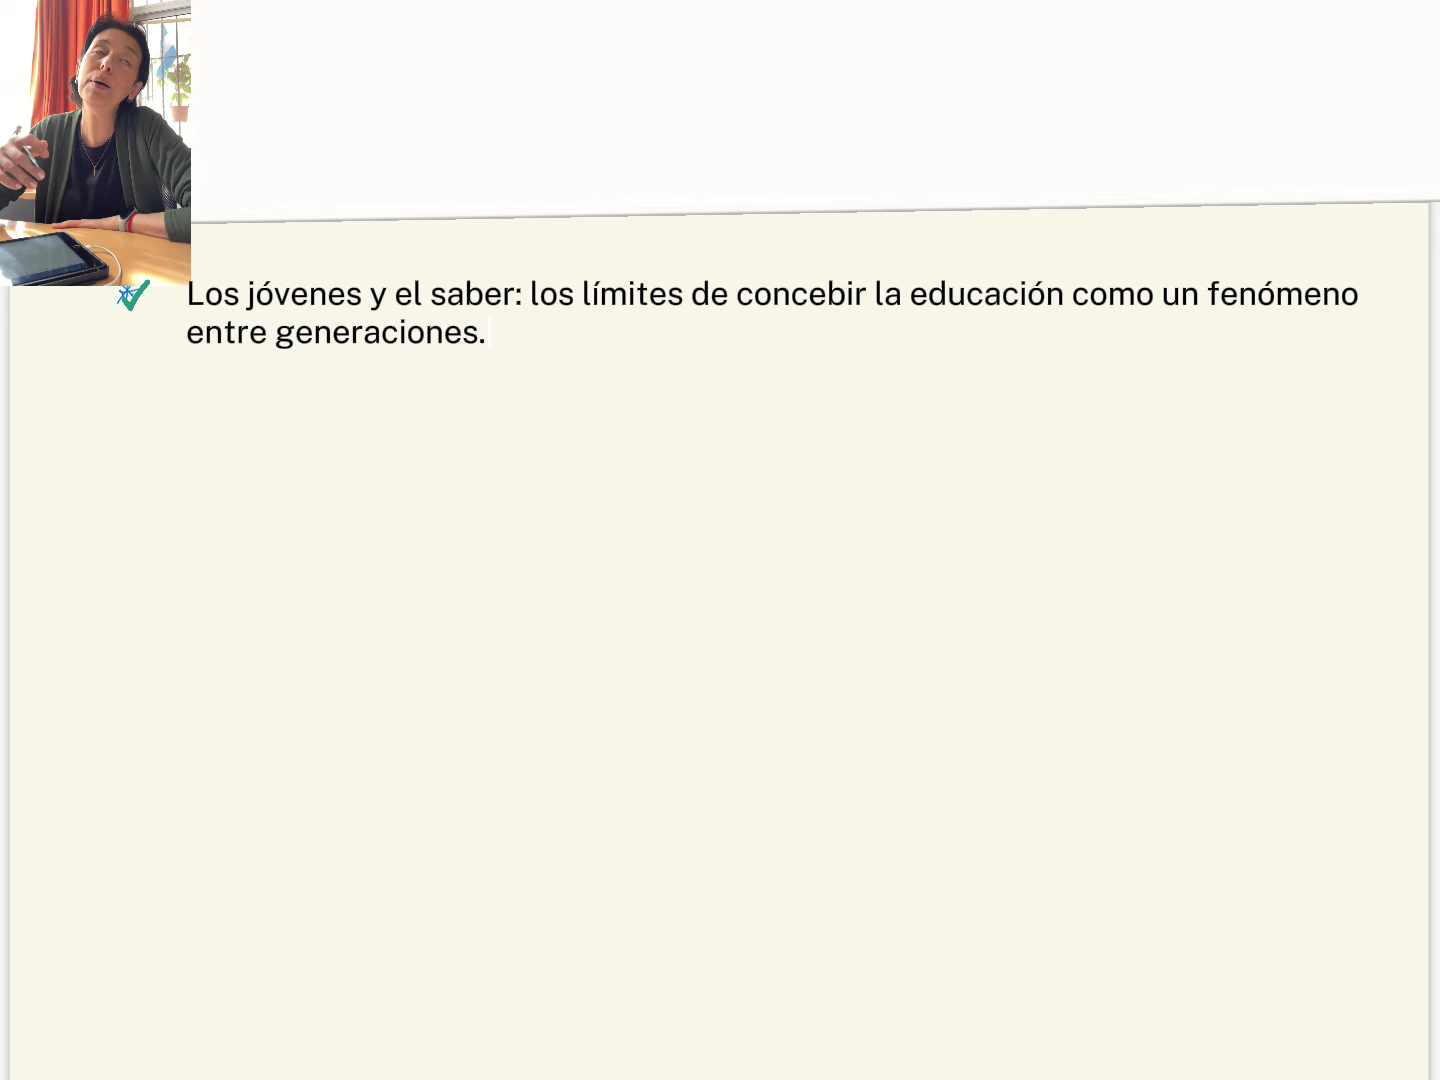 Los jóvenes y el saber: los límites de concebir la educación como un fenómeno
entre generaciones.